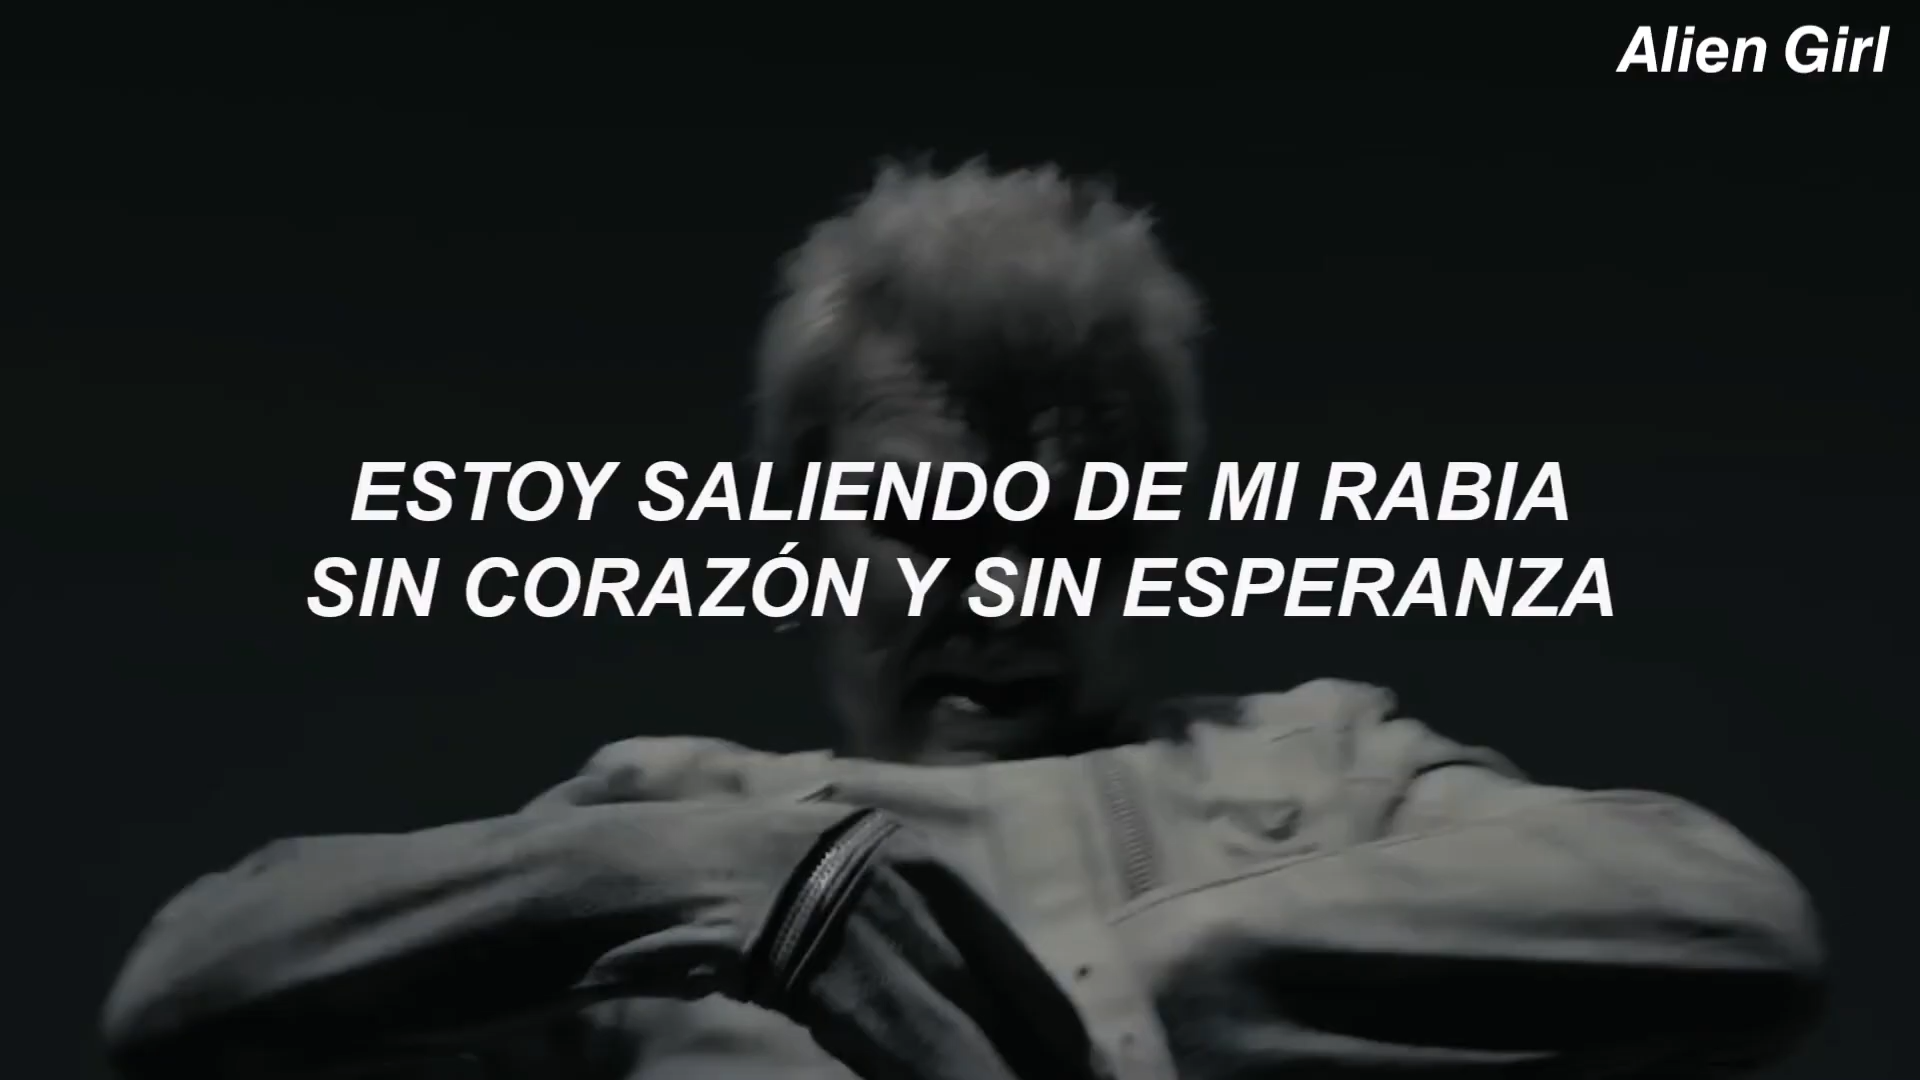 Alien Girl
ESTOY SALIENDO DE MI RABIA
SIN CORAZÓN Y SIN ESPERANZA